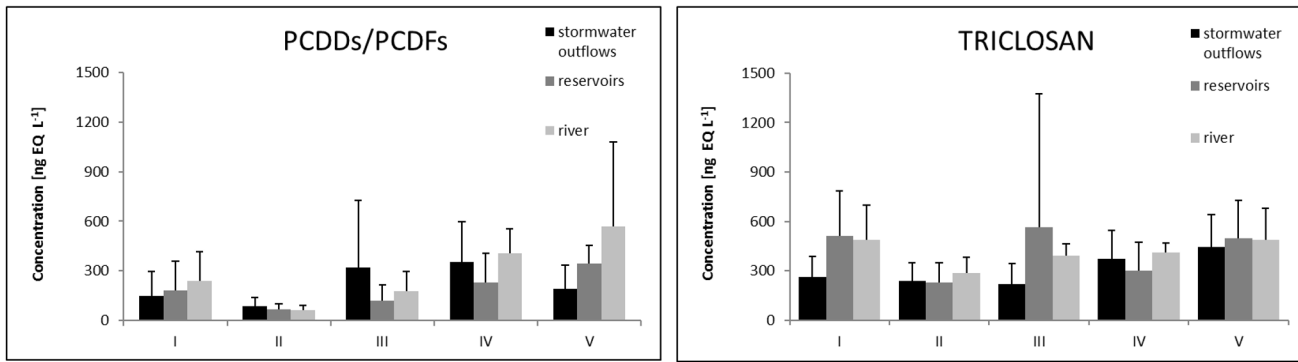 PCDDs/PCDFs
stormwater
outflows
reservoirs
river
Concentration [ng EQ L-1]
1500
1200
900
600
300
0
I II III IV V
TRICLOSAN
stormwater
outflows
reservoirs
river
Concentration [ng EQ L-1]
1500
1200
900
600
300
0
I II III IV V